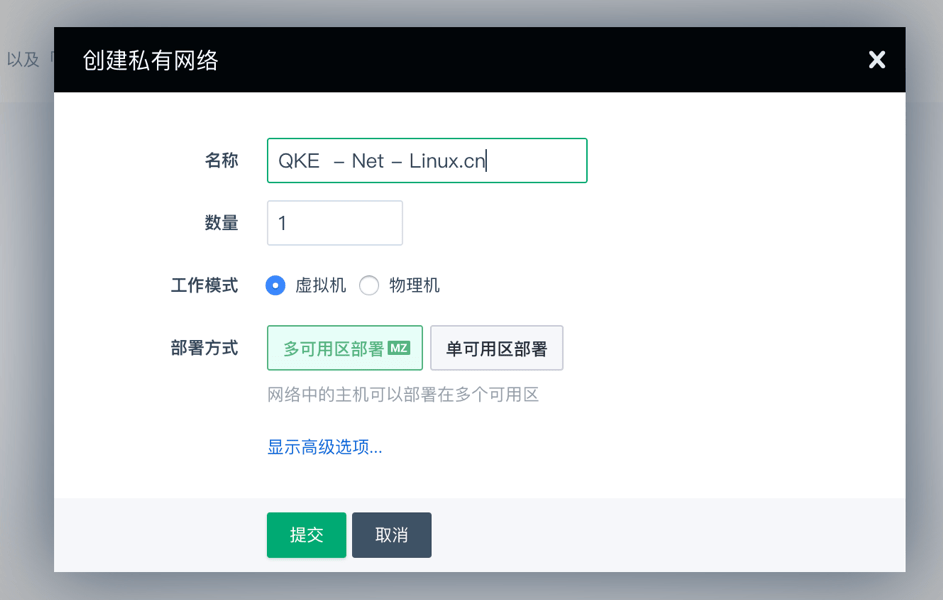 以及「
创建私有网络
名称 QKE – Net – Linux.cn
数量 1
工作模式 虚拟机 物理机
部署方式 多可用区部署 MZ 单可用区部署
网络中的主机可以部署在多个可用区
显示高级选项...
提交 取消